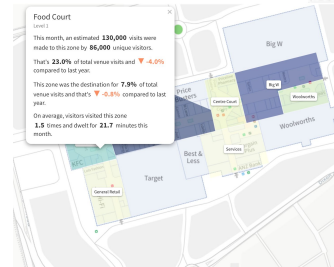 Food Court
Level 1
This month, an estimated 130,000 visits were
made to this zone by 86,000 unique visitors.
That's 23.0% of total venue visits and ▼ -4.0%
compared to last year.
This zone was the destination for 7.9% of total
venue visits and that's ▼ -0.8% compared to last
year.
On average, visitors visited this zone
1.5 times and dwelt for 21.7 minutes this
month.
Big W
Big W
Woolworths
Woolworths
Price
Centre Court
Best &
Less
Services
Target
General Retail
KFC